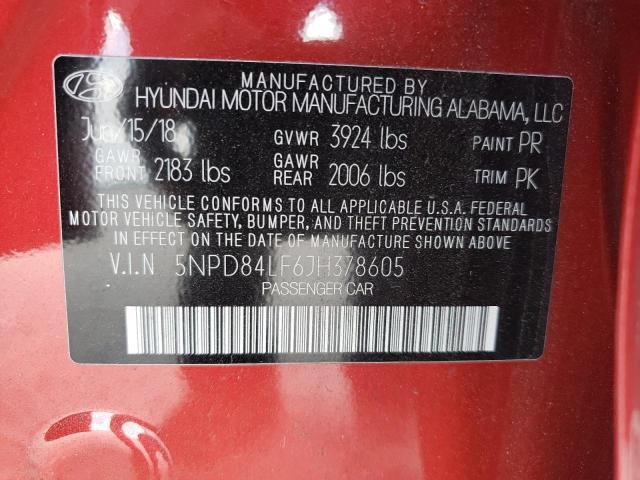 MANUFACTURED BY
HYUNDAI MOTOR MANUFACTURING ALABAMA, LLC
Jun/15/18 GVWR 3924 lbs PAINT PR
GAWR FRONT 2183 lbs GAWR REAR 2006 lbs TRIM PK
THIS VEHICLE CONFORMS TO ALL APPLICABLE U.S.A. FEDERAL
MOTOR VEHICLE SAFETY, BUMPER, AND THEFT PREVENTION STANDARDS
IN EFFECT ON THE DATE OF MANUFACTURE SHOWN ABOVE
V.I.N 5NPD84LF6JH378605
PASSENGER CAR